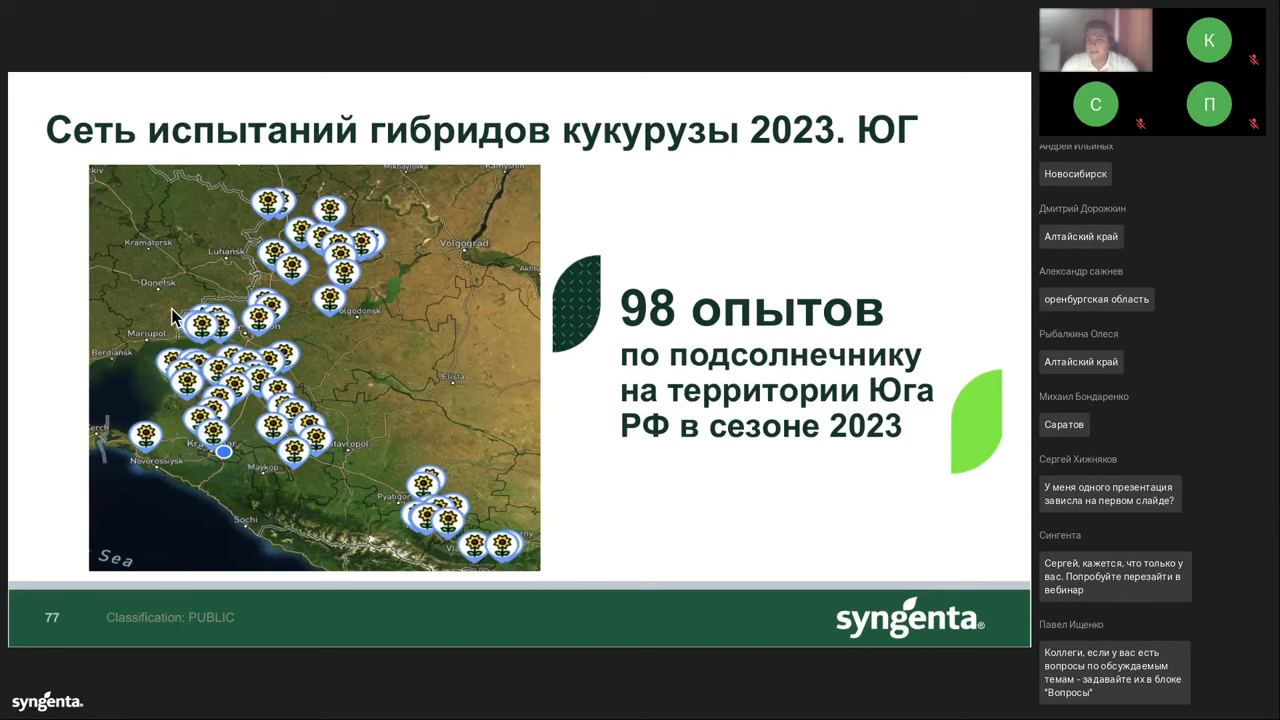 Сеть испытаний гибридов кукурузы 2023. ЮГ
Mikhaylovka
Kamyshin
Kramatorsk
Luhansk
Volgograd
Donetsk
Mariupol
Berdiansk
Elista
Kerch
Novorossiysk
Stavropol
Maykop
Sochi
Sea
98 опытов
по подсолнечнику
на территории Юга
РФ в сезоне 2023
77
Classification: PUBLIC
syngenta®
syngenta.
К
С
П
Андрей Ильиных
Новосибирск
Дмитрий Дорожкин
Алтайский край
Александр сажнев
оренбургская область
Рыбалкина Олеся
Алтайский край
Михаил Бондаренко
Саратов
Сергей Хижняков
У меня одного презентация
зависла на первом слайде?
Сингента
Сергей, кажется, что только у
вас. Попробуйте перезайти в
вебинар
Павел Ищенко
Коллеги, если у вас есть
вопросы по обсуждаемым
темам - задавайте их в блоке
"Вопросы"